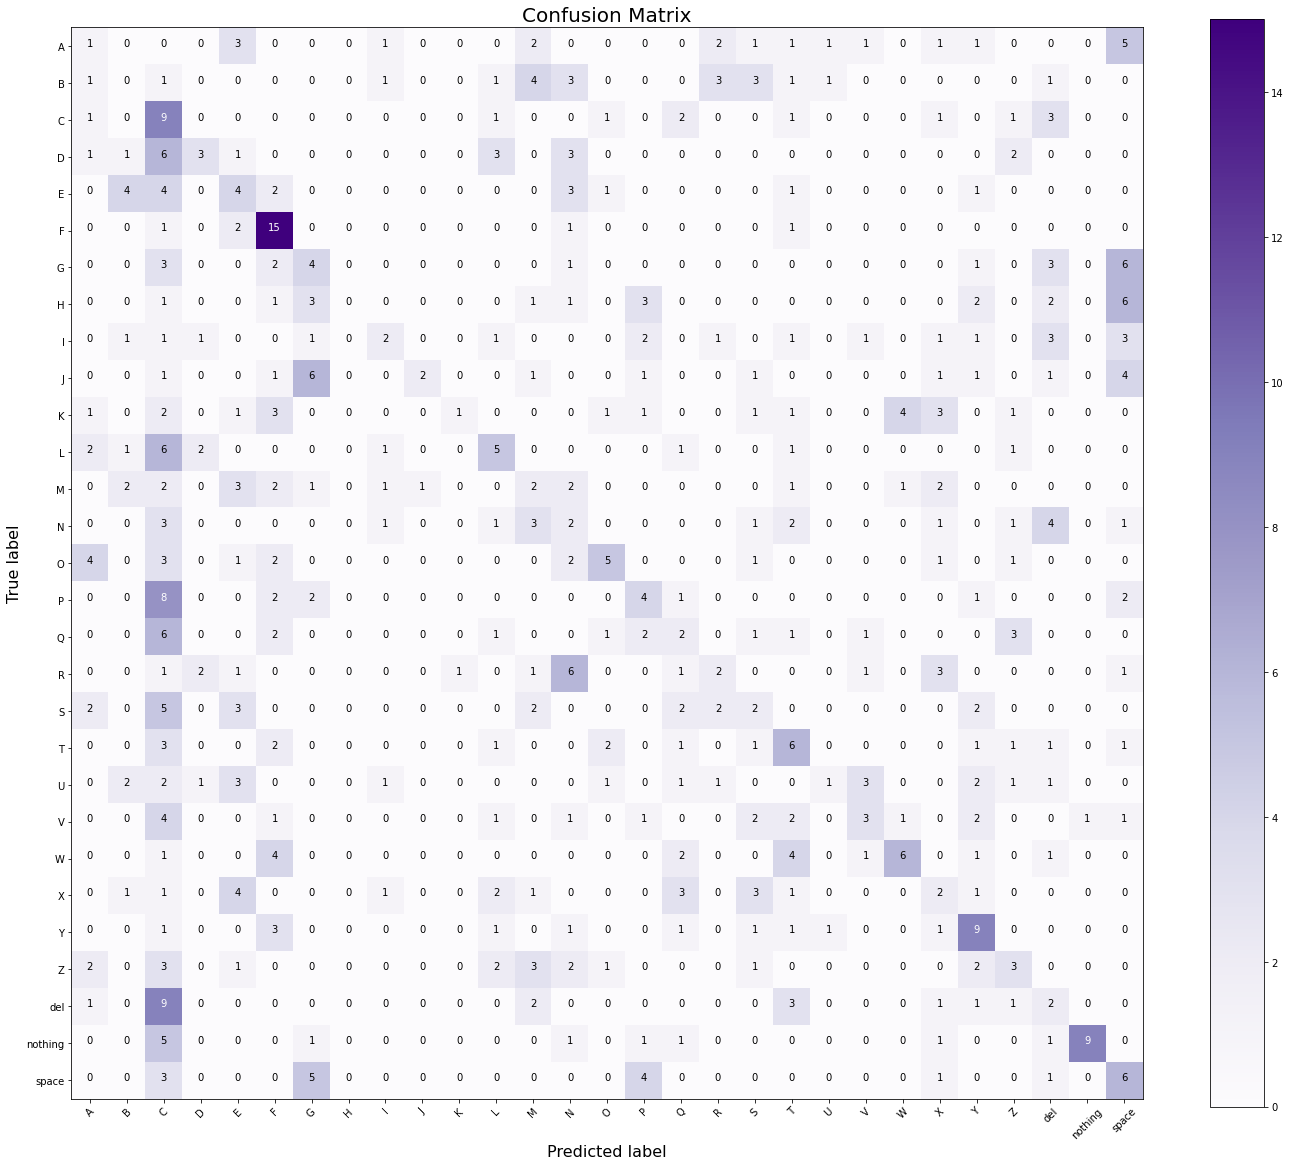 Confusion Matrix
A 1 0 0 0 3 0 0 0 1 0 0 0 2 0 0 0 0 2 1 1 1 1 0 1 1 0 0 0 5
B 1 0 1 0 0 0 0 0 1 0 0 1 4 3 0 0 0 3 3 1 1 0 0 0 0 0 1 0 0
C 1 0 9 0 0 0 0 0 0 0 0 1 0 0 1 0 2 0 0 1 0 0 0 1 0 1 3 0 0
D 1 1 6 3 1 0 0 0 0 0 0 3 0 3 0 0 0 0 0 0 0 0 0 0 0 2 0 0 0
E 0 4 4 0 4 2 0 0 0 0 0 0 0 3 1 0 0 0 0 1 0 0 0 0 1 0 0 0 0
F 0 0 1 0 2 15 0 0 0 0 0 0 0 1 0 0 0 0 0 1 0 0 0 0 0 0 0 0 0
G 0 0 3 0 0 2 4 0 0 0 0 0 0 1 0 0 0 0 0 0 0 0 0 0 1 0 3 0 6
H 0 0 1 0 0 1 3 0 0 0 0 0 1 1 0 3 0 0 0 0 0 0 0 0 2 0 2 0 6
I 0 1 1 1 0 0 1 0 2 0 0 1 0 0 0 2 0 1 0 1 0 1 0 1 1 0 3 0 3
J 0 0 1 0 0 1 6 0 0 2 0 0 1 0 0 1 0 0 1 0 0 0 0 1 1 0 1 0 4
K 1 0 2 0 1 3 0 0 0 0 1 0 0 0 1 1 0 0 1 1 0 0 4 3 0 1 0 0 0
L 2 1 6 2 0 0 0 0 1 0 0 5 0 0 0 0 1 0 0 1 0 0 0 0 0 1 0 0 0
M 0 2 2 0 3 2 1 0 1 1 0 0 2 2 0 0 0 0 0 1 0 0 1 2 0 0 0 0 0
N 0 0 3 0 0 0 0 0 1 0 0 1 3 2 0 0 0 0 1 2 0 0 0 1 0 1 4 0 1
O 4 0 3 0 1 2 0 0 0 0 0 0 0 2 5 0 0 0 1 0 0 0 0 1 0 1 0 0 0
P 0 0 8 0 0 2 2 0 0 0 0 0 0 0 0 4 1 0 0 0 0 0 0 0 1 0 0 0 2
Q 0 0 6 0 0 2 0 0 0 0 0 1 0 0 1 2 2 0 1 1 0 1 0 0 0 3 0 0 0
R 0 0 1 2 1 0 0 0 0 0 1 0 1 6 0 0 1 2 0 0 0 1 0 3 0 0 0 0 1
S 2 0 5 0 3 0 0 0 0 0 0 0 2 0 0 0 2 2 2 0 0 0 0 0 2 0 0 0 0
T 0 0 3 0 0 2 0 0 0 0 0 1 0 0 2 0 1 0 1 6 0 0 0 0 1 1 1 0 1
U 0 2 2 1 3 0 0 0 1 0 0 0 0 0 1 0 1 1 0 0 1 3 0 0 2 1 1 0 0
V 0 0 4 0 0 1 0 0 0 0 0 1 0 1 0 1 0 0 2 2 0 3 1 0 2 0 0 1 1
W 0 0 1 0 0 4 0 0 0 0 0 0 0 0 0 0 2 0 0 4 0 1 6 0 1 0 1 0 0
X 0 1 1 0 4 0 0 0 1 0 0 2 1 0 0 0 3 0 3 1 0 0 0 2 1 0 0 0 0
Y 0 0 1 0 0 3 0 0 0 0 0 1 0 1 0 0 1 0 1 1 1 0 0 1 9 0 0 0 0
Z 2 0 3 0 1 0 0 0 0 0 0 2 3 2 1 0 0 0 1 0 0 0 0 0 2 3 0 0 0
del 1 0 9 0 0 0 0 0 0 0 0 0 2 0 0 0 0 0 0 3 0 0 0 1 1 1 2 0 0
nothing 0 0 5 0 0 0 1 0 0 0 0 0 0 1 0 1 1 0 0 0 0 0 0 1 0 0 1 9 0
space 0 0 3 0 0 0 5 0 0 0 0 0 0 0 0 4 0 0 0 0 0 0 0 1 0 0 1 0 6
A B C D E F G H I J K L M N O P Q R S T U V W X Y Z del nothing space
True label
Predicted label
14
12
10
8
6
4
2
0